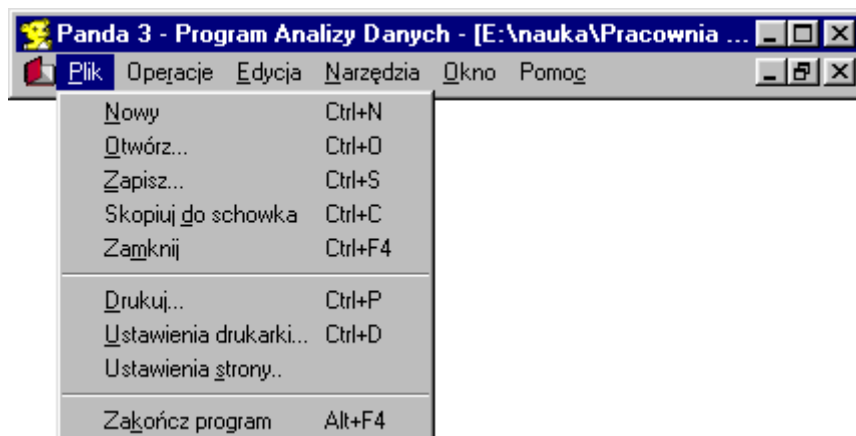 Panda 3 - Program Analizy Danych - [E:\nauka\Pracownia ...
Plik Operacje Edycja Narzędzia Okno Pomoc
Nowy Ctrl+N
Otwórz... Ctrl+O
Zapisz... Ctrl+S
Skopiuj do schowka Ctrl+C
Zamknij Ctrl+F4
Drukuj... Ctrl+P
Ustawienia drukarki... Ctrl+D
Ustawienia strony..
Zakończ program Alt+F4